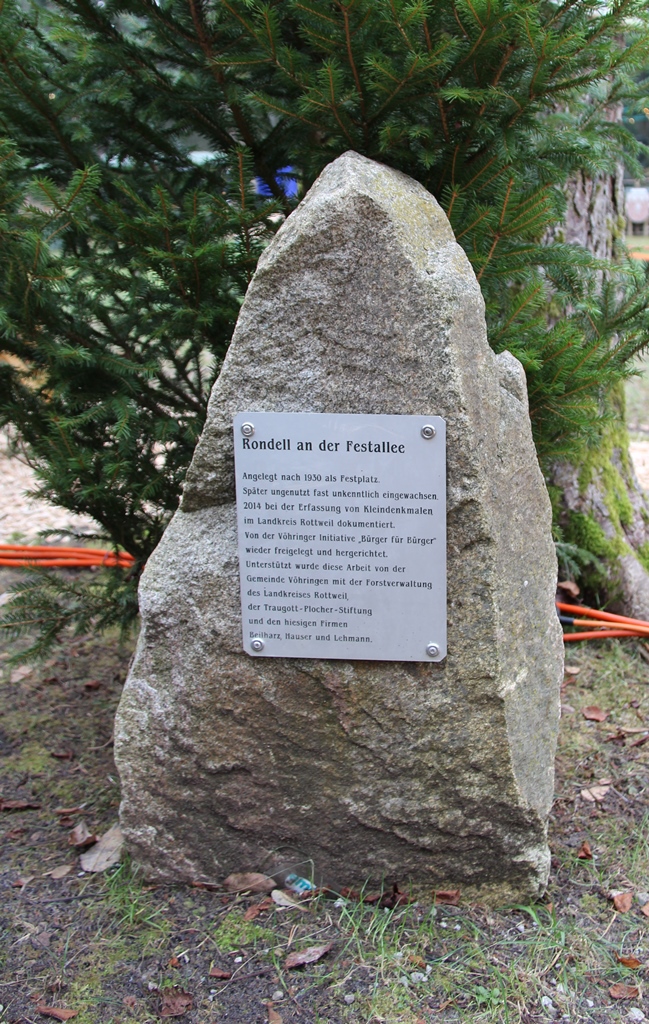 Rondell an der Festallee
Angelegt nach 1930 als Festplatz.
Später ungenutzt fast unkenntlich eingewachsen.
2014 bei der Erfassung von Kleindenkmalen
im Landkreis Rottweil dokumentiert.
Von der Vöhringer Initiative „Bürger für Bürger"
wieder freigelegt und hergerichtet.
Unterstützt wurde diese Arbeit von der
Gemeinde Vöhringen mit der Forstverwaltung
des Landkreises Rottweil,
der Traugott-Plocher-Stiftung
und den hiesigen Firmen
Beilharz, Hauser und Lehmann.